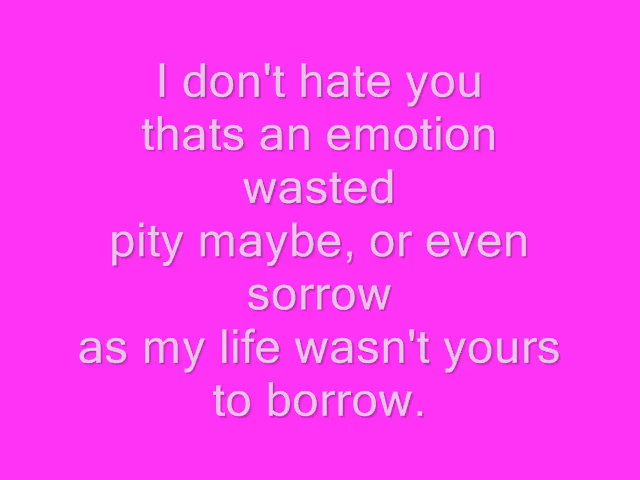 I don't hate you
thats an emotion
wasted
pity maybe, or even
sorrow
as my life wasn't yours
to borrow.